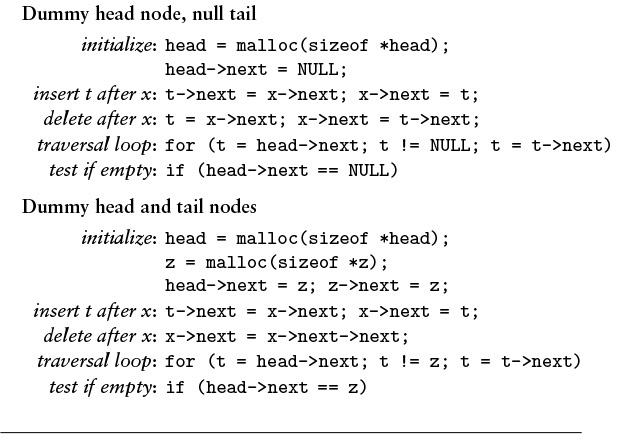 Dummy head node, null tail
initialize: head = malloc(sizeof *head);
head->next = NULL;
insert t after x: t->next = x->next; x->next = t;
delete after x: t = x->next; x->next = t->next;
traversal loop: for (t = head->next; t != NULL; t = t->next)
test if empty: if (head->next == NULL)
Dummy head and tail nodes
initialize: head = malloc(sizeof *head);
z = malloc(sizeof *z);
head->next = z; z->next = z;
insert t after x: t->next = x->next; x->next = t;
delete after x: x->next = x->next->next;
traversal loop: for (t = head->next; t != z; t = t->next)
test if empty: if (head->next == z)